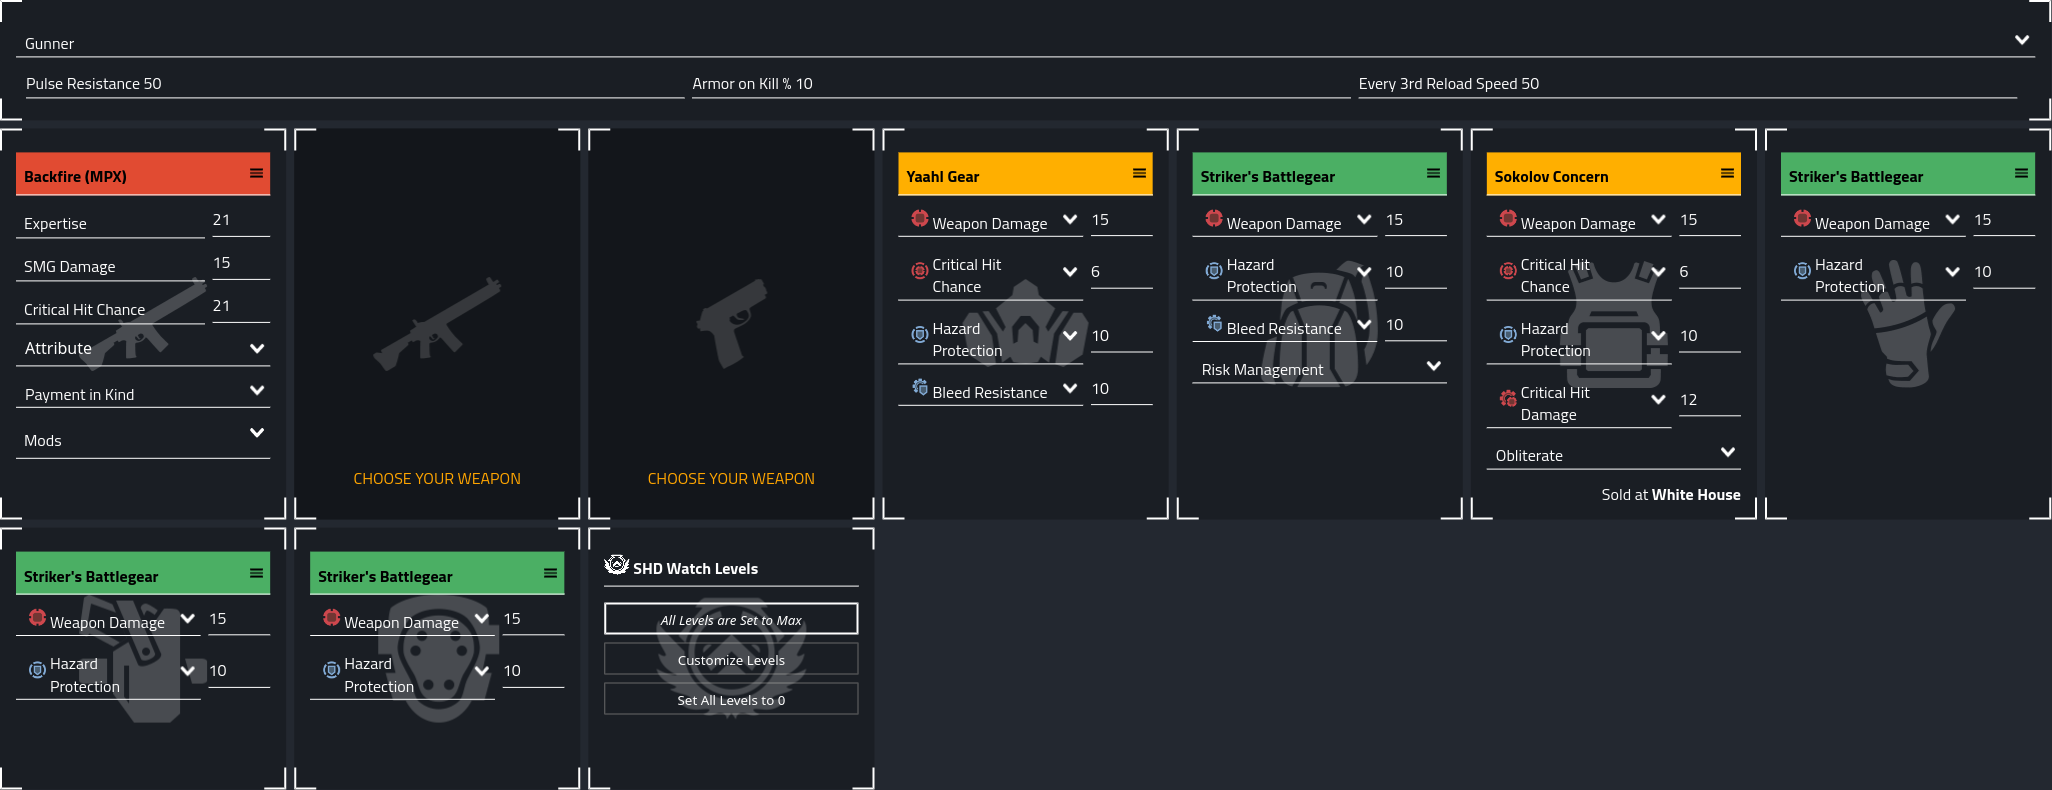 Gunner
Pulse Resistance 50
Armor on Kill % 10
Every 3rd Reload Speed 50
Backfire (MPX)
Expertise
21
SMG Damage
15
Critical Hit Chance
21
Attribute
Payment in Kind
Mods
CHOOSE YOUR WEAPON
CHOOSE YOUR WEAPON
Yaahl Gear
Weapon Damage
15
Critical Hit
Chance
6
Hazard
Protection
10
Bleed Resistance
10
Striker's Battlegear
Weapon Damage
15
Hazard
Protection
10
Bleed Resistance
10
Risk Management
Sokolov Concern
Weapon Damage
15
Critical Hit
Chance
6
Hazard
Protection
10
Critical Hit
Damage
12
Obliterate
Sold at White House
Striker's Battlegear
Weapon Damage
15
Hazard
Protection
10
Striker's Battlegear
Weapon Damage
15
Hazard
Protection
10
Striker's Battlegear
Weapon Damage
15
Hazard
Protection
10
SHD Watch Levels
All Levels are Set to Max
Customize Levels
Set All Levels to 0